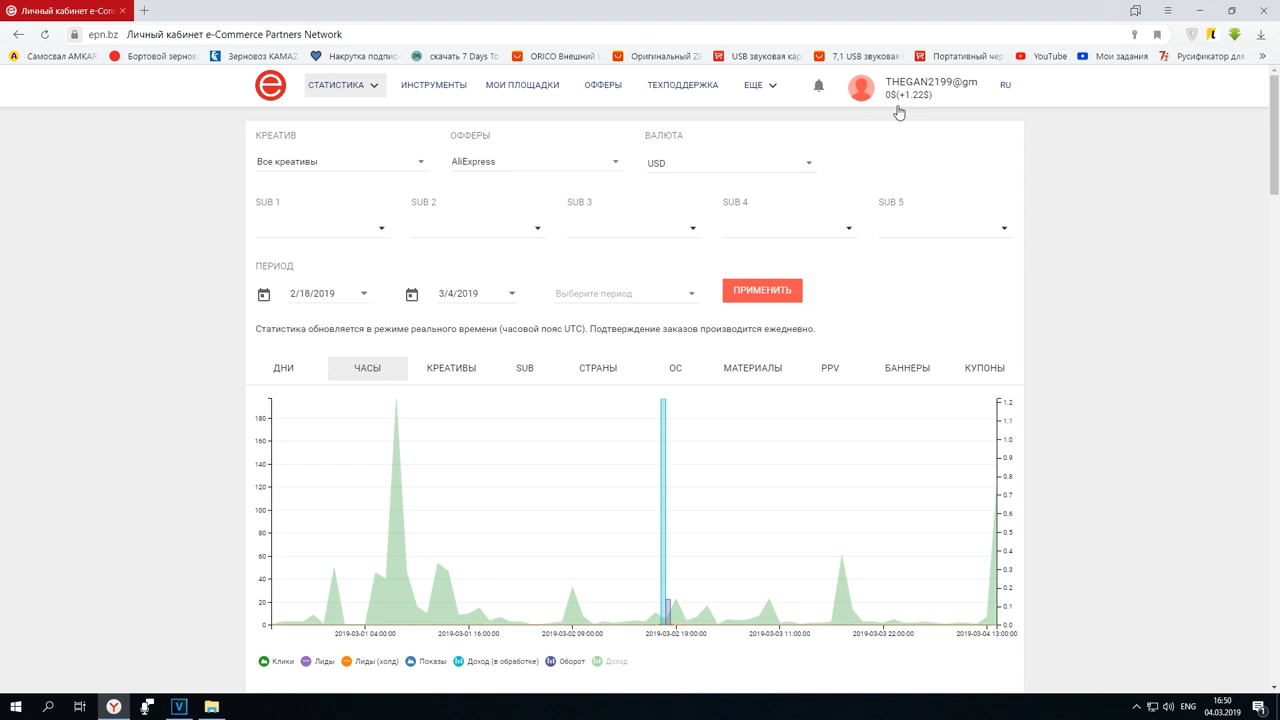 Личный кабинет e-Com
epn.bz Личный кабинет e-Commerce Partners Network
Самосвал AMKAR Бортовой зерно Зерновоз KAMAZ Накрутка подпис скачать 7 Days To ORICO Внешний Оригинальный ZE USB звуковая кар 7,1 USB звуковая Портативный чер YouTube Мои задания Русификатор для
СТАТИСТИКА ИНСТРУМЕНТЫ МОИ ПЛОЩАДКИ ОФФЕРЫ ТЕХПОДДЕРЖКА ЕЩЕ THEGAN2199@gm RU
0$(+1.22$)
КРЕАТИВ ОФФЕРЫ ВАЛЮТА
Все креативы AliExpress USD
SUB 1 SUB 2 SUB 3 SUB 4 SUB 5
ПЕРИОД
2/18/2019 3/4/2019 Выберите период ПРИМЕНИТЬ
Статистика обновляется в режиме реального времени (часовой пояс UTC). Подтверждение заказов производится ежедневно.
ДНИ ЧАСЫ КРЕАТИВЫ SUB СТРАНЫ ОС МАТЕРИАЛЫ PPV БАННЕРЫ КУПОНЫ
1.2
180 1.1
160 1.0
140 0.9
120 0.8
0.7
100 0.6
80 0.5
60 0.4
40 0.3
0.2
20 0.1
0 0.0
2019-03-01 04:00:00 2019-03-01 16:00:00 2019-03-02 09:00:00 2019-03-02 19:00:00 2019-03-03 11:00:00 2019-03-03 22:00:00 2019-03-04 13:00:00
Клики Лиды Лиды (холд) Показы Доход (в обработке) Оборот Доход
16:50
ENG
04.03.2019
1